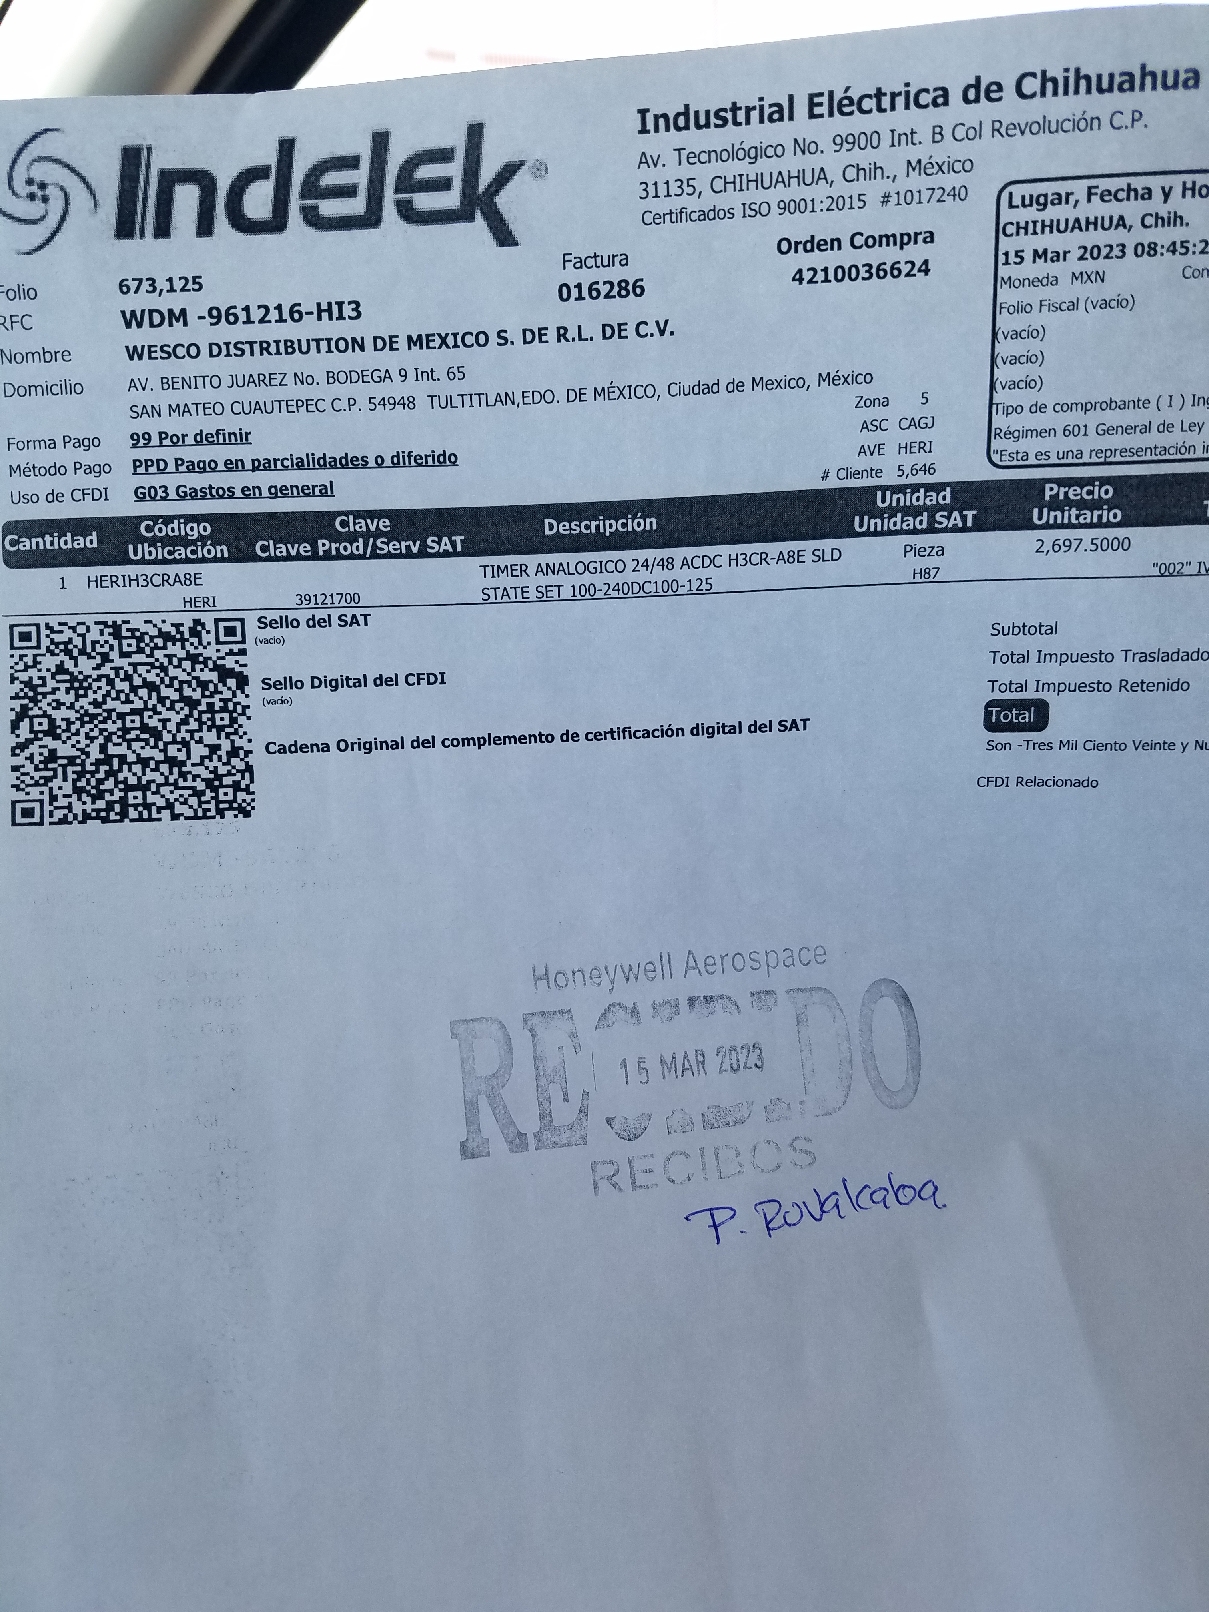 Indelek®
Industrial Eléctrica de Chihuahua
Av. Tecnológico No. 9900 Int. B Col Revolución C.P.
31135, CHIHUAHUA, Chih., México
Certificados ISO 9001:2015 #1017240
Lugar, Fecha y Ho
CHIHUAHUA, Chih.
15 Mar 2023 08:45:2
Moneda MXN Con
Folio Fiscal (vacío)
(vacío)
(vacío)
(vacío)
Tipo de comprobante ( I ) Ing
Régimen 601 General de Ley
"Esta es una representación i
Folio 673,125
Factura
016286
Orden Compra
4210036624
RFC WDM -961216-HI3
Nombre WESCO DISTRIBUTION DE MEXICO S. DE R.L. DE C.V.
Domicilio AV. BENITO JUAREZ No. BODEGA 9 Int. 65
SAN MATEO CUAUTEPEC C.P. 54948 TULTITLAN,EDO. DE MÉXICO, Ciudad de Mexico, México
Zona 5
ASC CAGJ
AVE HERI
# Cliente 5,646
Forma Pago 99 Por definir
Método Pago PPD Pago en parcialidades o diferido
Uso de CFDI G03 Gastos en general
Cantidad Código Ubicación Clave Clave Prod/Serv SAT Descripción Unidad Unidad SAT Precio Unitario
1 HERIH3CRA8E TIMER ANALOGICO 24/48 ACDC H3CR-A8E SLD Pieza 2,697.5000
HERI 39121700 STATE SET 100-240DC100-125 H87 "002" IV
Sello del SAT
(vacío)
Sello Digital del CFDI
(vacío)
Cadena Original del complemento de certificación digital del SAT
Subtotal
Total Impuesto Trasladado
Total Impuesto Retenido
Total
Son -Tres Mil Ciento Veinte y Nu
CFDI Relacionado
Honeywell Aerospace
RECIBIDO
15 MAR 2023
RECIBOS
P. Rovalcaba